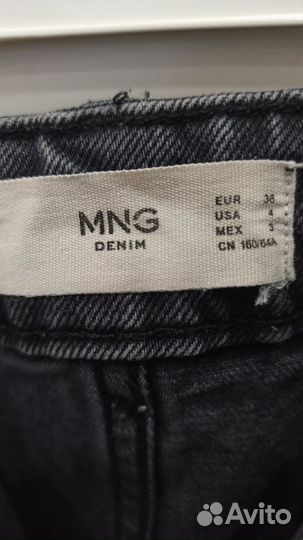 MNG
DENIM
EUR 36
USA 4
MEX 3
CN 160/64A
Avito